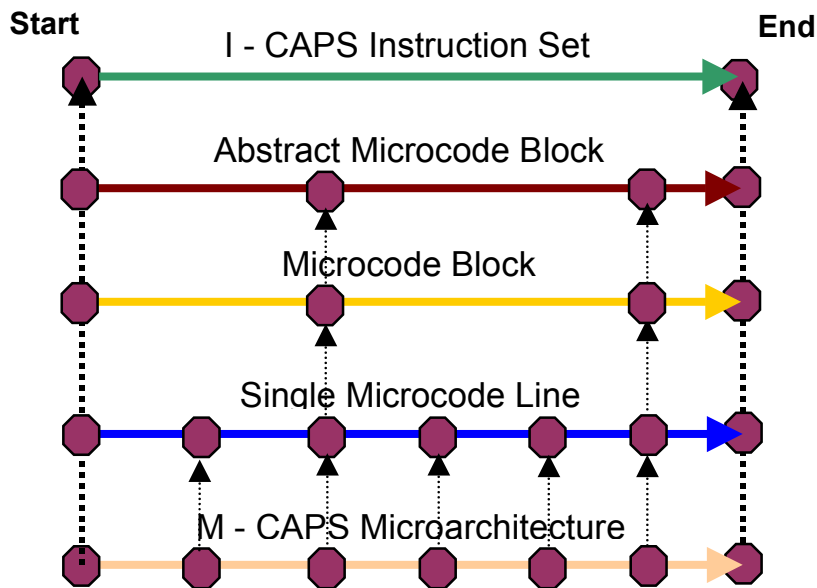 Start
End
I - CAPS Instruction Set
Abstract Microcode Block
Microcode Block
Single Microcode Line
M - CAPS Microarchitecture